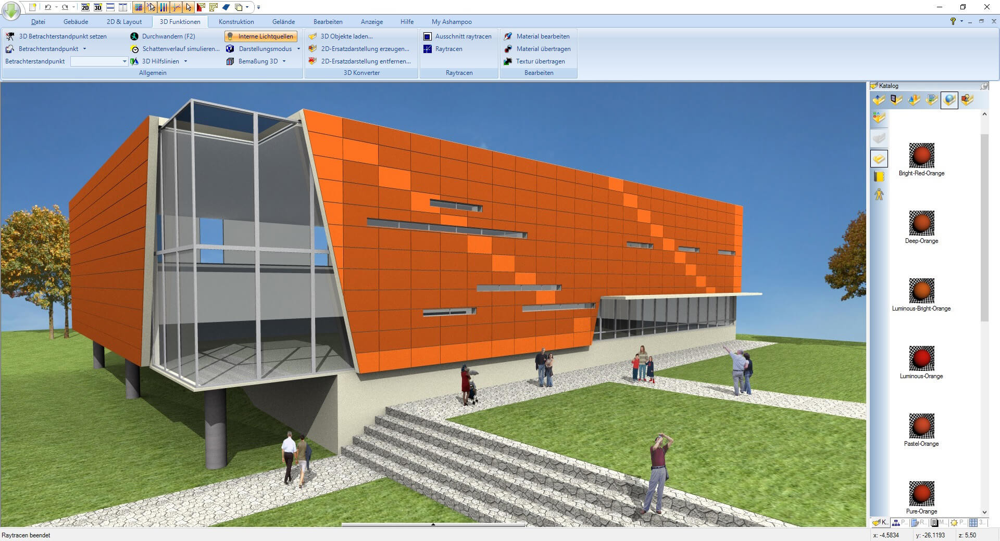 2D 3D
Datei Gebäude 2D & Layout 3D Funktionen Konstruktion Gelände Bearbeiten Anzeige Hilfe My Ashampoo
3D Betrachterstandpunkt setzen
Betrachterstandpunkt
Betrachterstandpunkt
Durchwandern (F2)
Schattenverlauf simulieren...
3D Hilfslinien
Interne Lichtquellen
Darstellungsmodus
Bemaßung 3D
Allgemein
3D Objekte laden...
2D-Ersatzdarstellung erzeugen...
2D-Ersatzdarstellung entfernen...
3D Konverter
Ausschnitt raytracen
Raytracen
Raytracen
Material bearbeiten
Material übertragen
Textur übertragen
Bearbeiten
Katalog
Bright-Red-Orange
Deep-Orange
Luminous-Bright-Orange
Luminous-Orange
Pastel-Orange
Pure-Orange
K... P... R... M... P... 3...
Raytracen beendet
x: -4,5834 y: -26,1193 z: 5,50